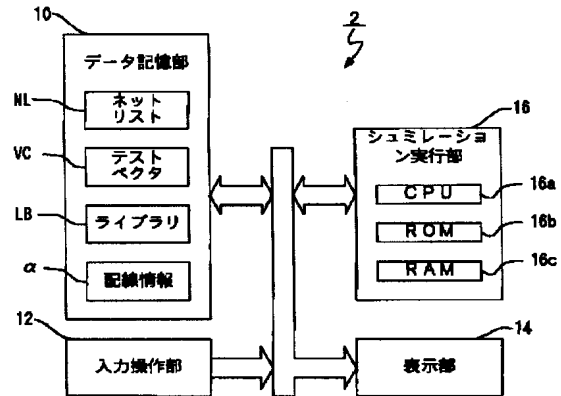 10
データ記憶部
NL
ネット
リスト
VC
テスト
ベクタ
LB
ライブラリ
α
配線情報
2
16
シュミレーショ
ン実行部
CPU
16a
ROM
16b
RAM
16c
12
入力操作部
14
表示部